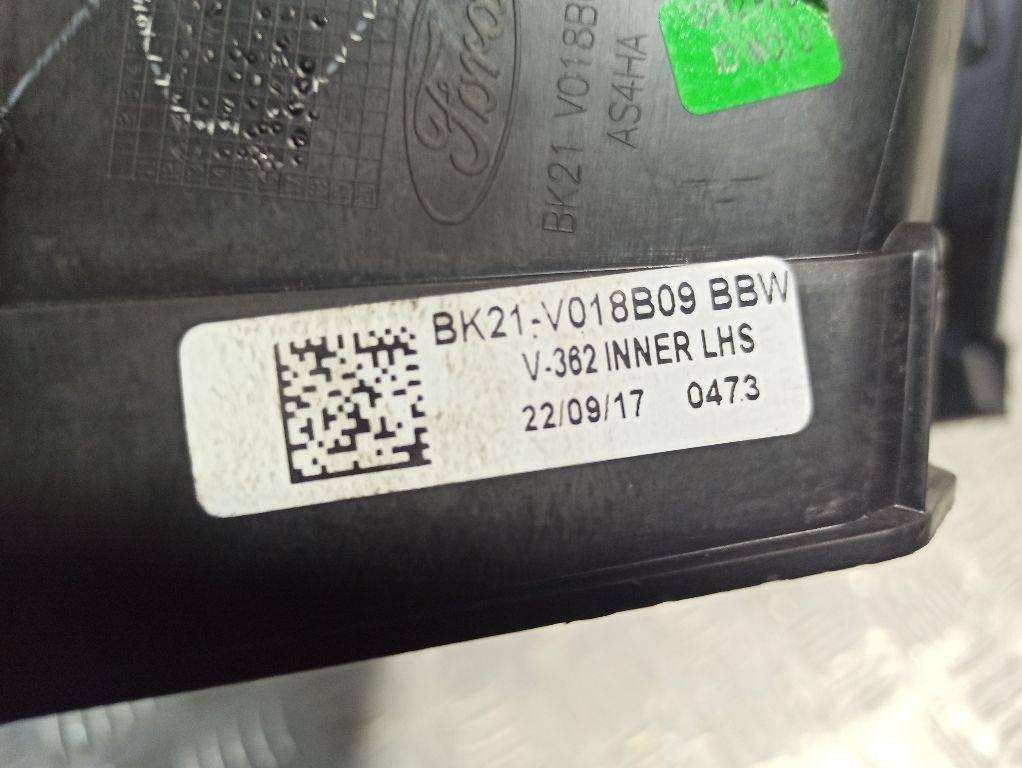 Ford
BK21 V018B
AS4HA
BK21-V018B09 BBW
V-362 INNER LHS
22/09/17 0473